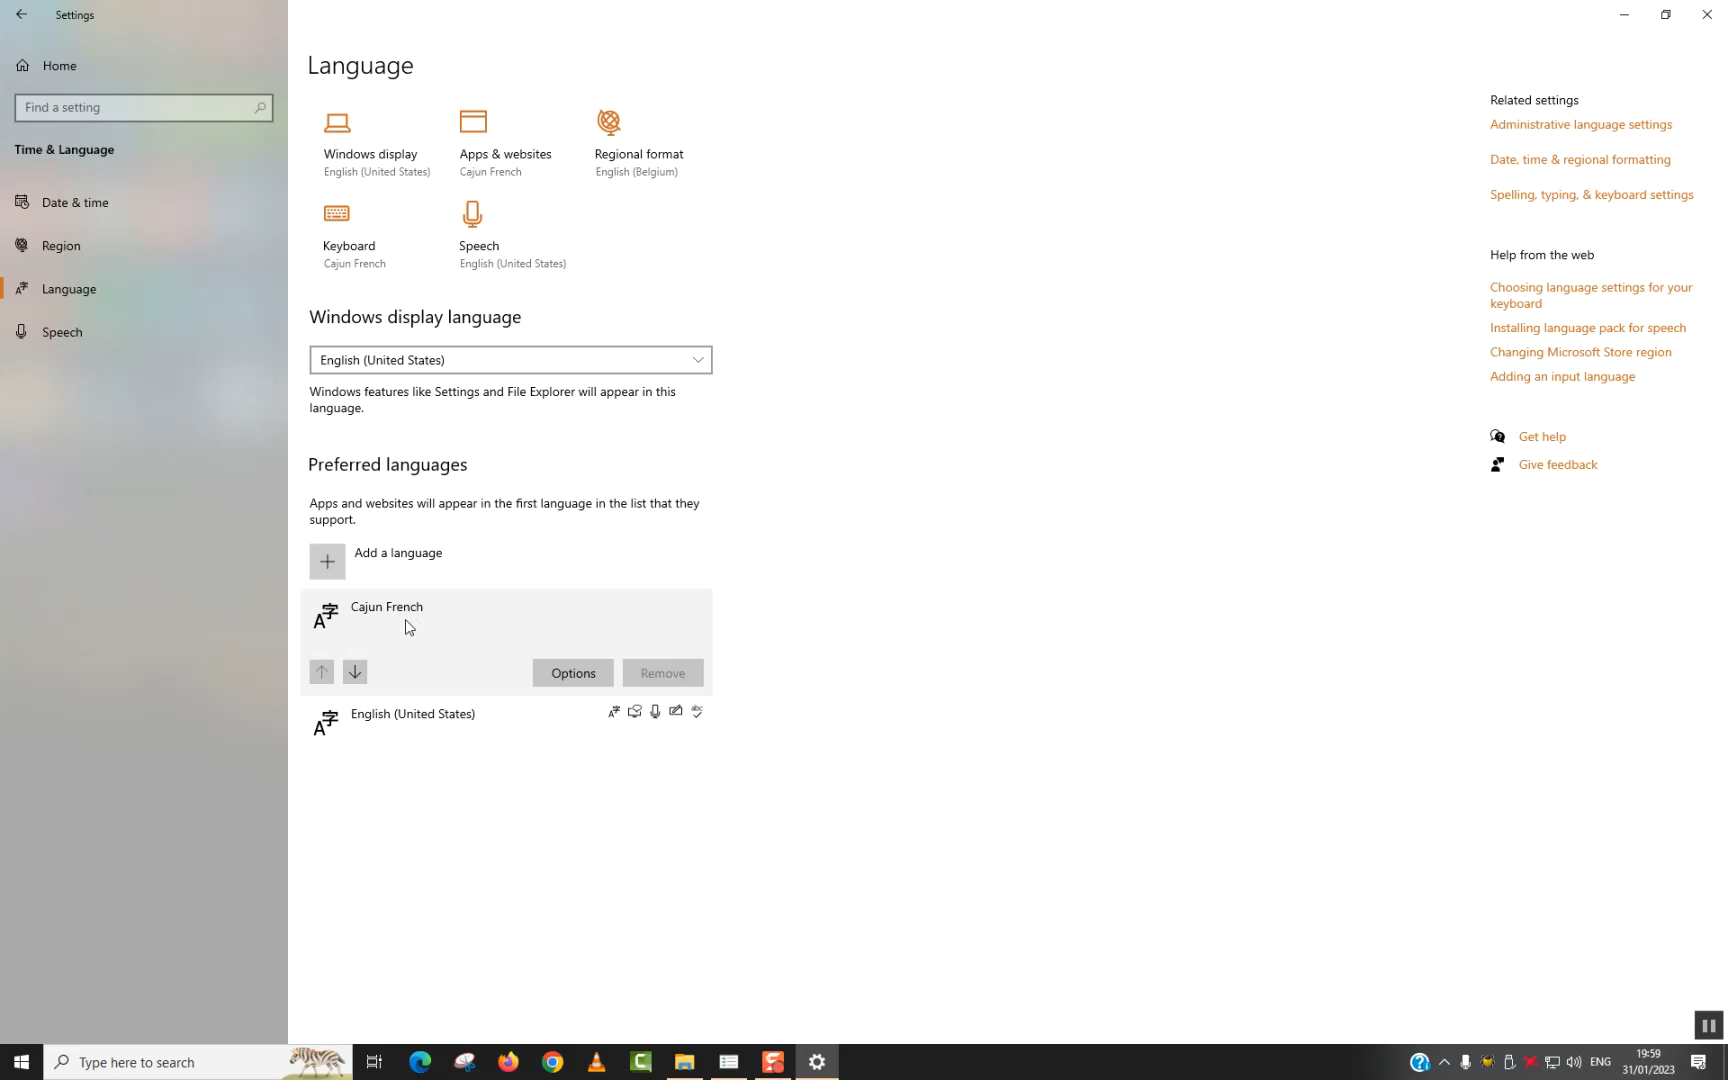 Settings
Home
Find a setting
Time & Language
Date & time
Region
Language
Speech
Language
Windows display
English (United States)
Apps & websites
Cajun French
Regional format
English (Belgium)
Keyboard
Cajun French
Speech
English (United States)
Windows display language
English (United States)
Windows features like Settings and File Explorer will appear in this
language.
Preferred languages
Apps and websites will appear in the first language in the list that they
support.
Add a language
Cajun French
Options
Remove
English (United States)
Related settings
Administrative language settings
Date, time & regional formatting
Spelling, typing, & keyboard settings
Help from the web
Choosing language settings for your
keyboard
Installing language pack for speech
Changing Microsoft Store region
Adding an input language
Get help
Give feedback
Type here to search
ENG
19:59
31/01/2023